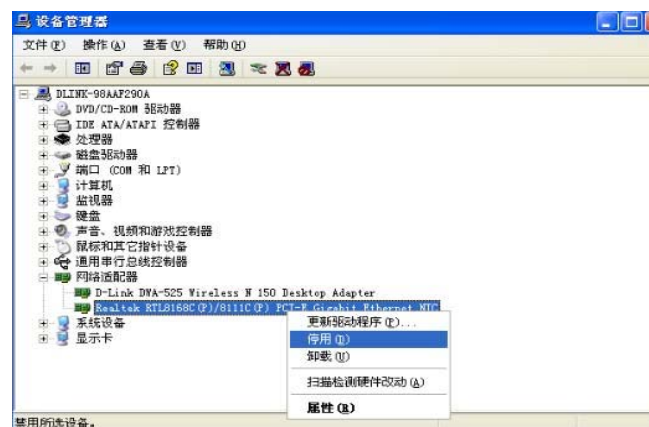 设备管理器
文件(F) 操作(A) 查看(V) 帮助(H)
DLINK-98AAF290A
DVD/CD-ROM 驱动器
IDE ATA/ATAPI 控制器
处理器
磁盘驱动器
端口 (COM 和 LPT)
计算机
监视器
键盘
声音、视频和游戏控制器
鼠标和其它指针设备
通用串行总线控制器
网络适配器
D-Link DWA-525 Wireless N 150 Desktop Adapter
Realtek RTL8168C(P)/8111C(P) PCI-E Gigabit Ethernet NIC
系统设备
显示卡
更新驱动程序(P)...
停用(D)
卸载(U)
扫描检测硬件改动(A)
属性(R)
禁用所选设备。